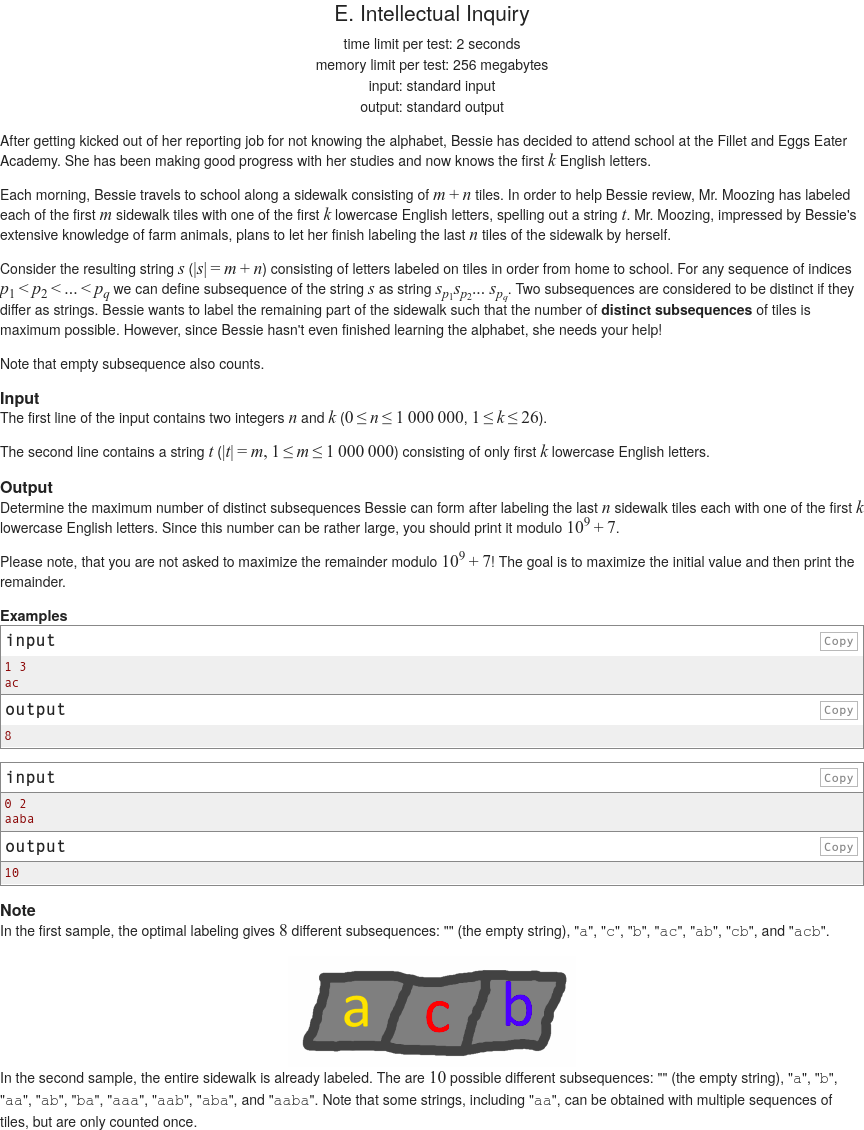 E. Intellectual Inquiry
time limit per test: 2 seconds
memory limit per test: 256 megabytes
input: standard input
output: standard output
After getting kicked out of her reporting job for not knowing the alphabet, Bessie has decided to attend school at the Fillet and Eggs Eater
Academy. She has been making good progress with her studies and now knows the first k English letters.
Each morning, Bessie travels to school along a sidewalk consisting of m + n tiles. In order to help Bessie review, Mr. Moozing has labeled
each of the first m sidewalk tiles with one of the first k lowercase English letters, spelling out a string t. Mr. Moozing, impressed by Bessie's
extensive knowledge of farm animals, plans to let her finish labeling the last n tiles of the sidewalk by herself.
Consider the resulting string s (|s| = m + n) consisting of letters labeled on tiles in order from home to school. For any sequence of indices
p1 < p2 < ... < pq we can define subsequence of the string s as string sp1sp2... spq. Two subsequences are considered to be distinct if they
differ as strings. Bessie wants to label the remaining part of the sidewalk such that the number of distinct subsequences of tiles is
maximum possible. However, since Bessie hasn't even finished learning the alphabet, she needs your help!
Note that empty subsequence also counts.
Input
The first line of the input contains two integers n and k (0 ≤ n ≤ 1 000 000, 1 ≤ k ≤ 26).
The second line contains a string t (|t| = m, 1 ≤ m ≤ 1 000 000) consisting of only first k lowercase English letters.
Output
Determine the maximum number of distinct subsequences Bessie can form after labeling the last n sidewalk tiles each with one of the first k
lowercase English letters. Since this number can be rather large, you should print it modulo 10^9 + 7.
Please note, that you are not asked to maximize the remainder modulo 10^9 + 7! The goal is to maximize the initial value and then print the
remainder.
Examples
input Copy
1 3
ac
output Copy
8
input Copy
0 2
aaba
output Copy
10
Note
In the first sample, the optimal labeling gives 8 different subsequences: "" (the empty string), "a", "c", "b", "ac", "ab", "cb", and "acb".
a c b
In the second sample, the entire sidewalk is already labeled. The are 10 possible different subsequences: "" (the empty string), "a", "b",
"aa", "ab", "ba", "aaa", "aab", "aba", and "aaba". Note that some strings, including "aa", can be obtained with multiple sequences of
tiles, but are only counted once.